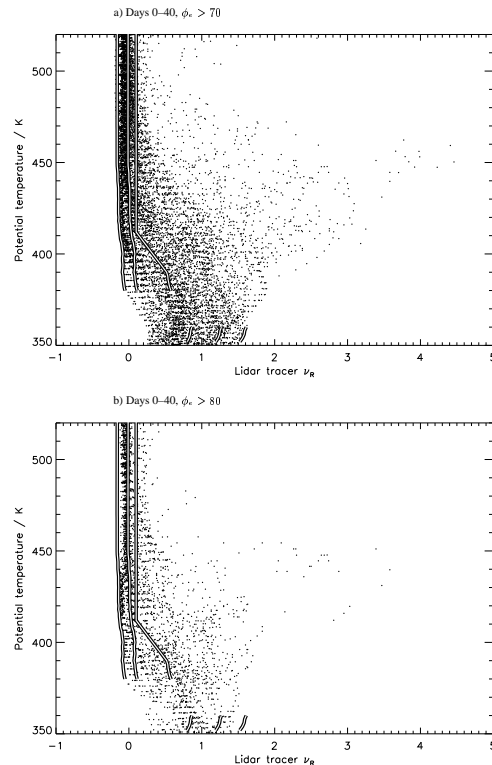 a) Days 0–40, ϕₑ > 70
500
450
400
350
Potential temperature / K
-1 0 1 2 3 4 5
Lidar tracer νR
b) Days 0–40, ϕₑ > 80
500
450
400
350
Potential temperature / K
-1 0 1 2 3 4 5
Lidar tracer νR